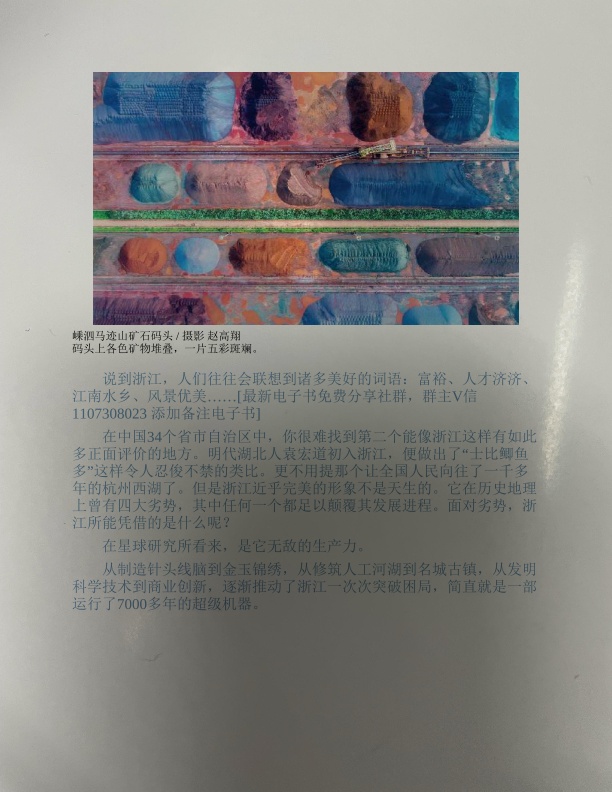 嵊泗马迹山矿石码头 / 摄影 赵高翔
码头上各色矿物堆叠，一片五彩斑斓。
说到浙江，人们往往会联想到诸多美好的词语：富裕、人才济济、
江南水乡、风景优美……[最新电子书免费分享社群，群主V信
1107308023 添加备注电子书]
在中国34个省市自治区中，你很难找到第二个能像浙江这样有如此
多正面评价的地方。明代湖北人袁宏道初入浙江，便做出了“士比鲫鱼
多”这样令人忍俊不禁的类比。更不用提那个让全国人民向往了一千多
年的杭州西湖了。但是浙江近乎完美的形象不是天生的。它在历史地理
上曾有四大劣势，其中任何一个都足以颠覆其发展进程。面对劣势，浙
江所能凭借的是什么呢？
在星球研究所看来，是它无敌的生产力。
从制造针头线脑到金玉锦绣，从修筑人工河湖到名城古镇，从发明
科学技术到商业创新，逐渐推动了浙江一次次突破困局，简直就是一部
运行了7000多年的超级机器。